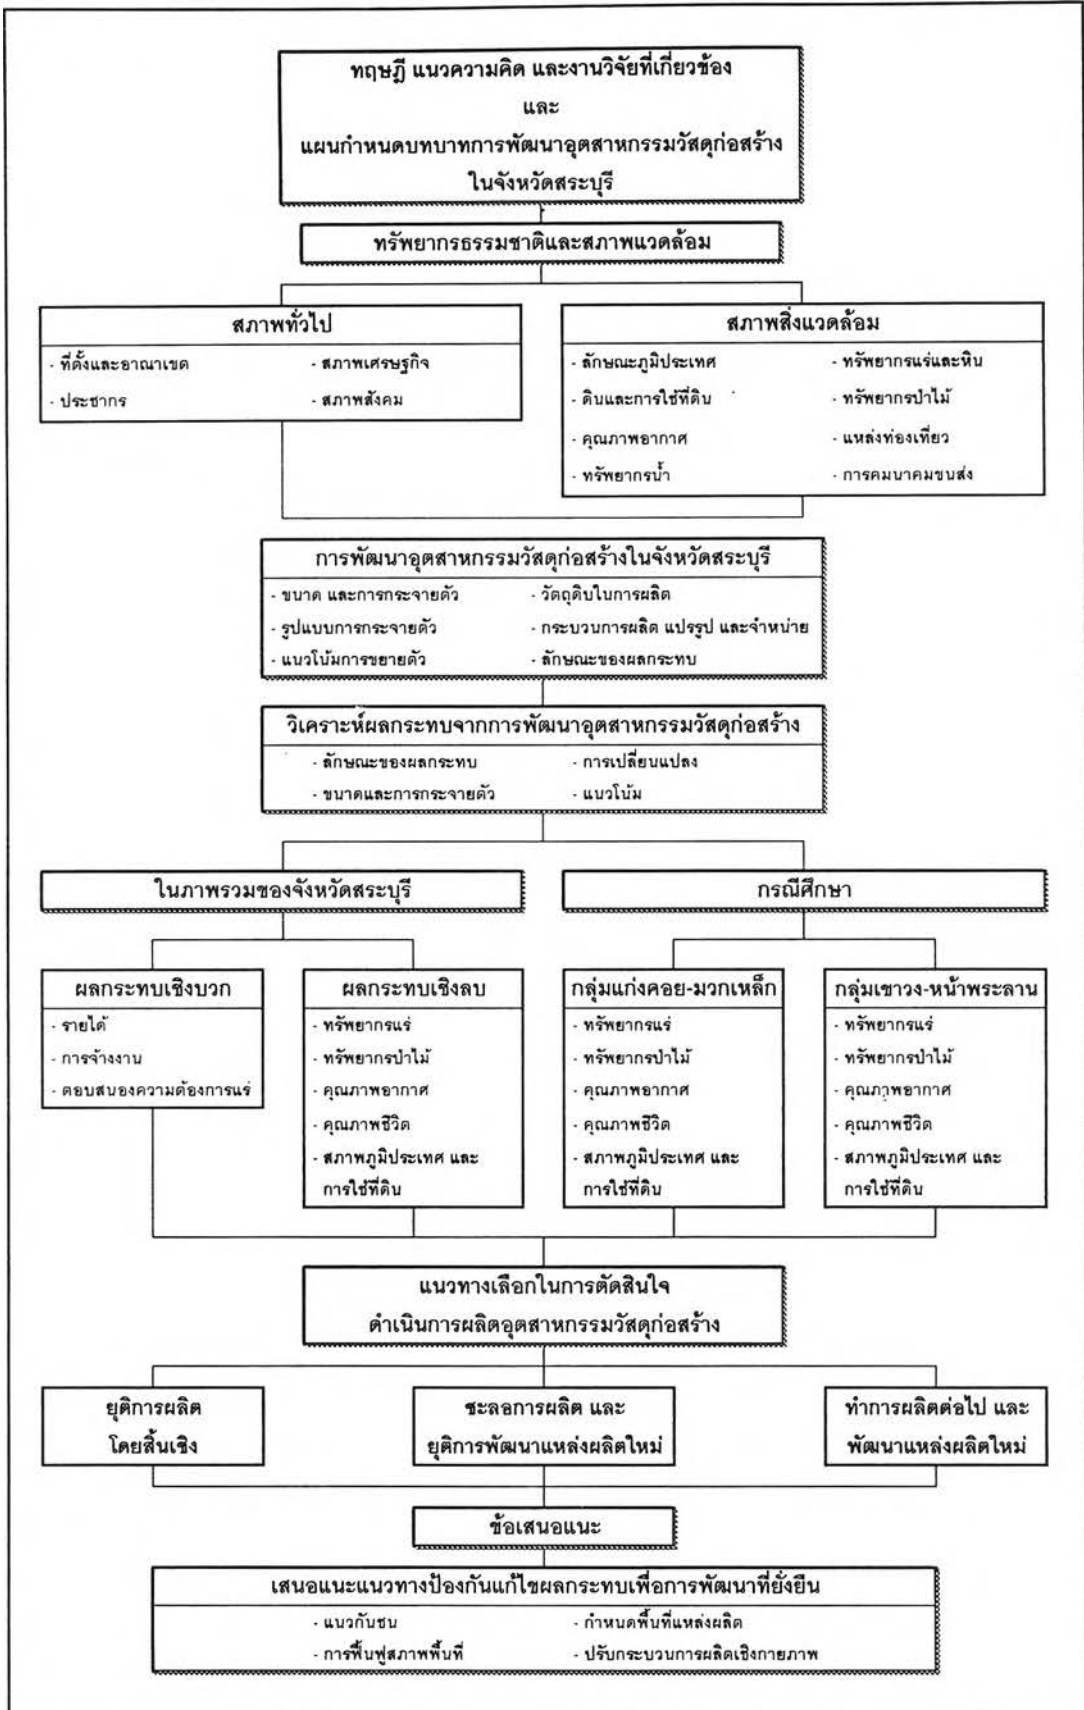 ทฤษฎี แนวความคิด และงานวิจัยที่เกี่ยวข้อง
และ
แผนกำหนดบทบาทการพัฒนาอุตสาหกรรมวัสดุก่อสร้าง
ในจังหวัดสระบุรี
ทรัพยากรธรรมชาติและสภาพแวดล้อม
สภาพทั่วไป
- ที่ตั้งและอาณาเขต
- สภาพเศรษฐกิจ
- ประชากร
- สภาพสังคม
สภาพสิ่งแวดล้อม
- ลักษณะภูมิประเทศ
- ทรัพยากรแร่และหิน
- ดินและการใช้ที่ดิน
- ทรัพยากรป่าไม้
- คุณภาพอากาศ
- แหล่งท่องเที่ยว
- ทรัพยากรน้ำ
- การคมนาคมขนส่ง
การพัฒนาอุตสาหกรรมวัสดุก่อสร้างในจังหวัดสระบุรี
- ขนาด และการกระจายตัว
- วัตถุดิบในการผลิต
- รูปแบบการกระจายตัว
- กระบวนการผลิต แปรรูป และจำหน่าย
- แนวโน้มการขยายตัว
- ลักษณะของผลกระทบ
วิเคราะห์ผลกระทบจากการพัฒนาอุตสาหกรรมวัสดุก่อสร้าง
- ลักษณะของผลกระทบ
- การเปลี่ยนแปลง
- ขนาดและการกระจายตัว
- แนวโน้ม
ในภาพรวมของจังหวัดสระบุรี
กรณีศึกษา
ผลกระทบเชิงบวก
- รายได้
- การจ้างงาน
- ตอบสนองความต้องการแร่
ผลกระทบเชิงลบ
- ทรัพยากรแร่
- ทรัพยากรป่าไม้
- คุณภาพอากาศ
- คุณภาพชีวิต
- สภาพภูมิประเทศ และ
การใช้ที่ดิน
กลุ่มแก่งคอย-มวกเหล็ก
- ทรัพยากรแร่
- ทรัพยากรป่าไม้
- คุณภาพอากาศ
- คุณภาพชีวิต
- สภาพภูมิประเทศ และ
การใช้ที่ดิน
กลุ่มเขาวง-หน้าพระลาน
- ทรัพยากรแร่
- ทรัพยากรป่าไม้
- คุณภาพอากาศ
- คุณภาพชีวิต
- สภาพภูมิประเทศ และ
การใช้ที่ดิน
แนวทางเลือกในการตัดสินใจ
ดำเนินการผลิตอุตสาหกรรมวัสดุก่อสร้าง
ยุติการผลิต
โดยสิ้นเชิง
ชะลอการผลิต และ
ยุติการพัฒนาแหล่งผลิตใหม่
ทำการผลิตต่อไป และ
พัฒนาแหล่งผลิตใหม่
ข้อเสนอแนะ
เสนอแนะแนวทางป้องกันแก้ไขผลกระทบเพื่อการพัฒนาที่ยั่งยืน
- แนวกันชน
- กำหนดพื้นที่แหล่งผลิต
- การฟื้นฟูสภาพพื้นที่
- ปรับกระบวนการผลิตเชิงกายภาพ